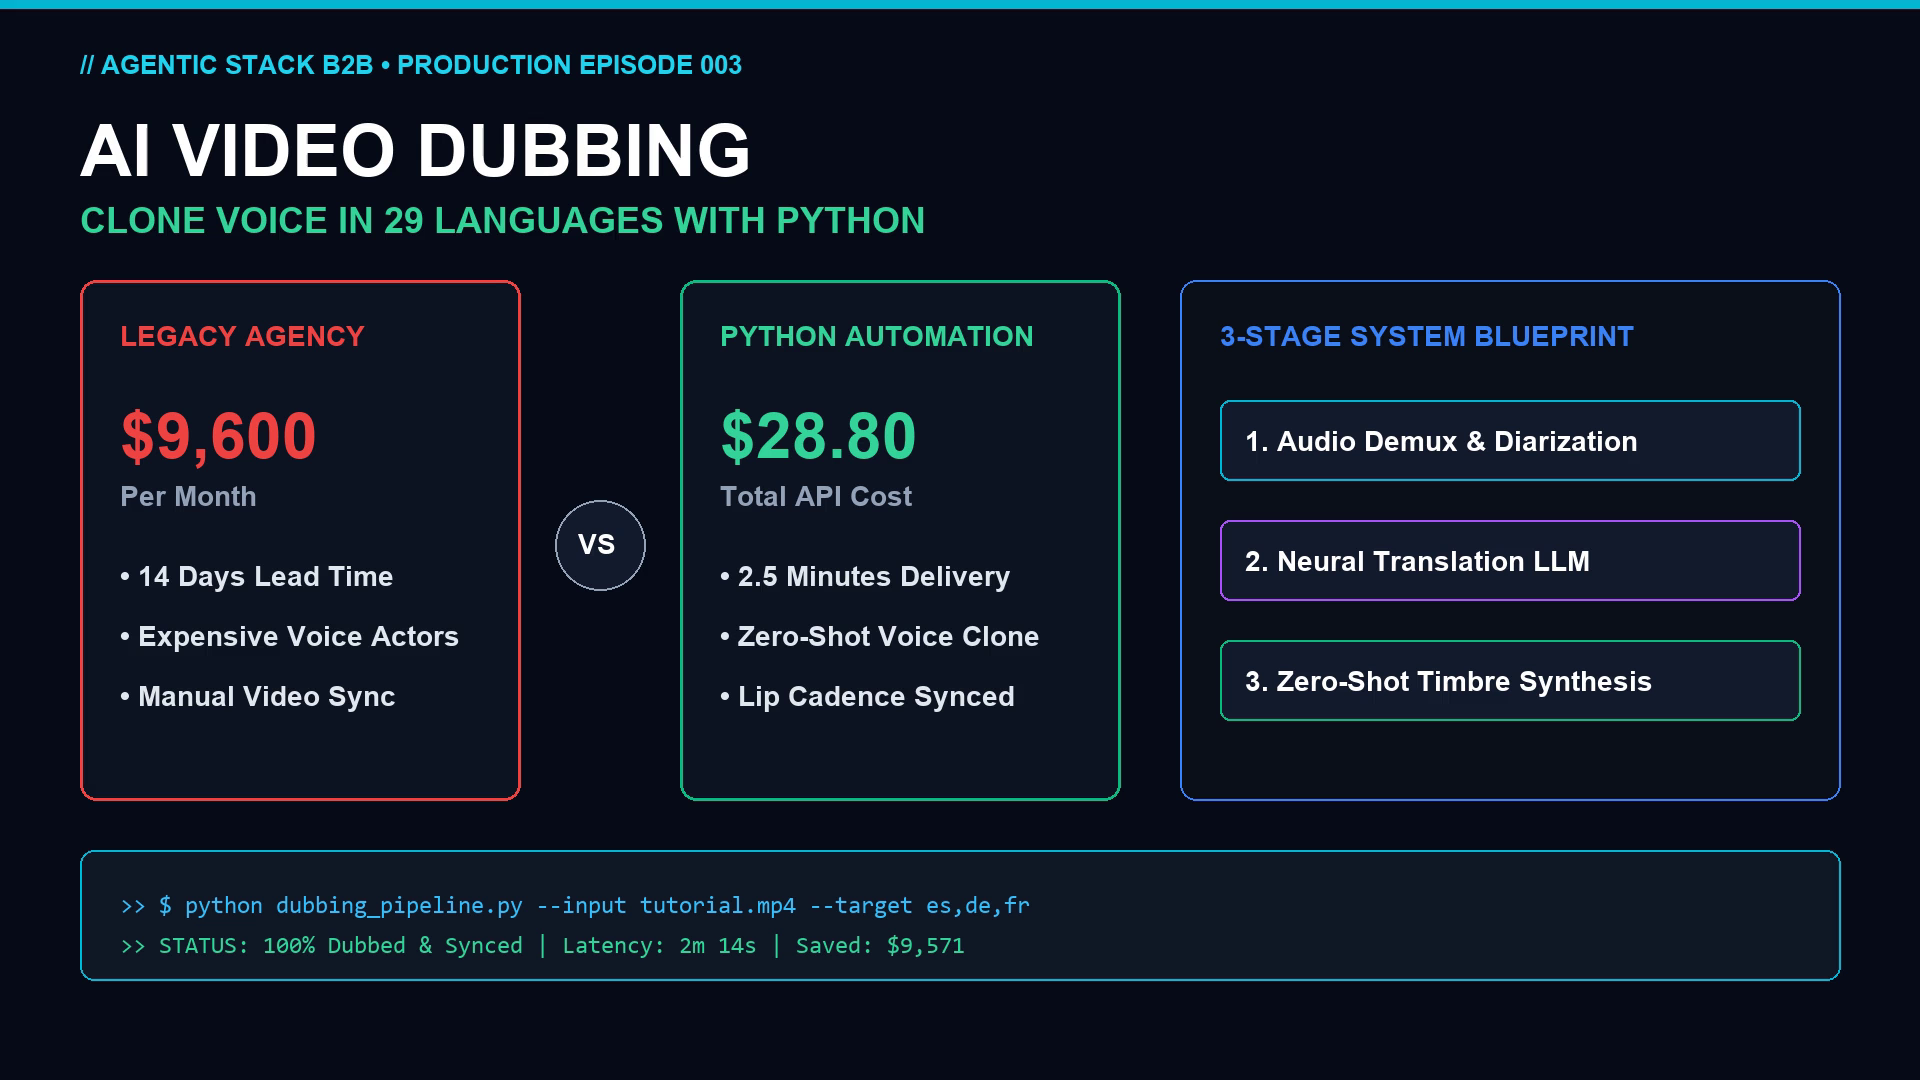 // AGENTIC STACK B2B • PRODUCTION EPISODE 003
AI VIDEO DUBBING
CLONE VOICE IN 29 LANGUAGES WITH PYTHON
LEGACY AGENCY
$9,600
Per Month
• 14 Days Lead Time
• Expensive Voice Actors
• Manual Video Sync
VS
PYTHON AUTOMATION
$28.80
Total API Cost
• 2.5 Minutes Delivery
• Zero-Shot Voice Clone
• Lip Cadence Synced
3-STAGE SYSTEM BLUEPRINT
1. Audio Demux & Diarization
2. Neural Translation LLM
3. Zero-Shot Timbre Synthesis
>> $ python dubbing_pipeline.py --input tutorial.mp4 --target es,de,fr
>> STATUS: 100% Dubbed & Synced | Latency: 2m 14s | Saved: $9,571